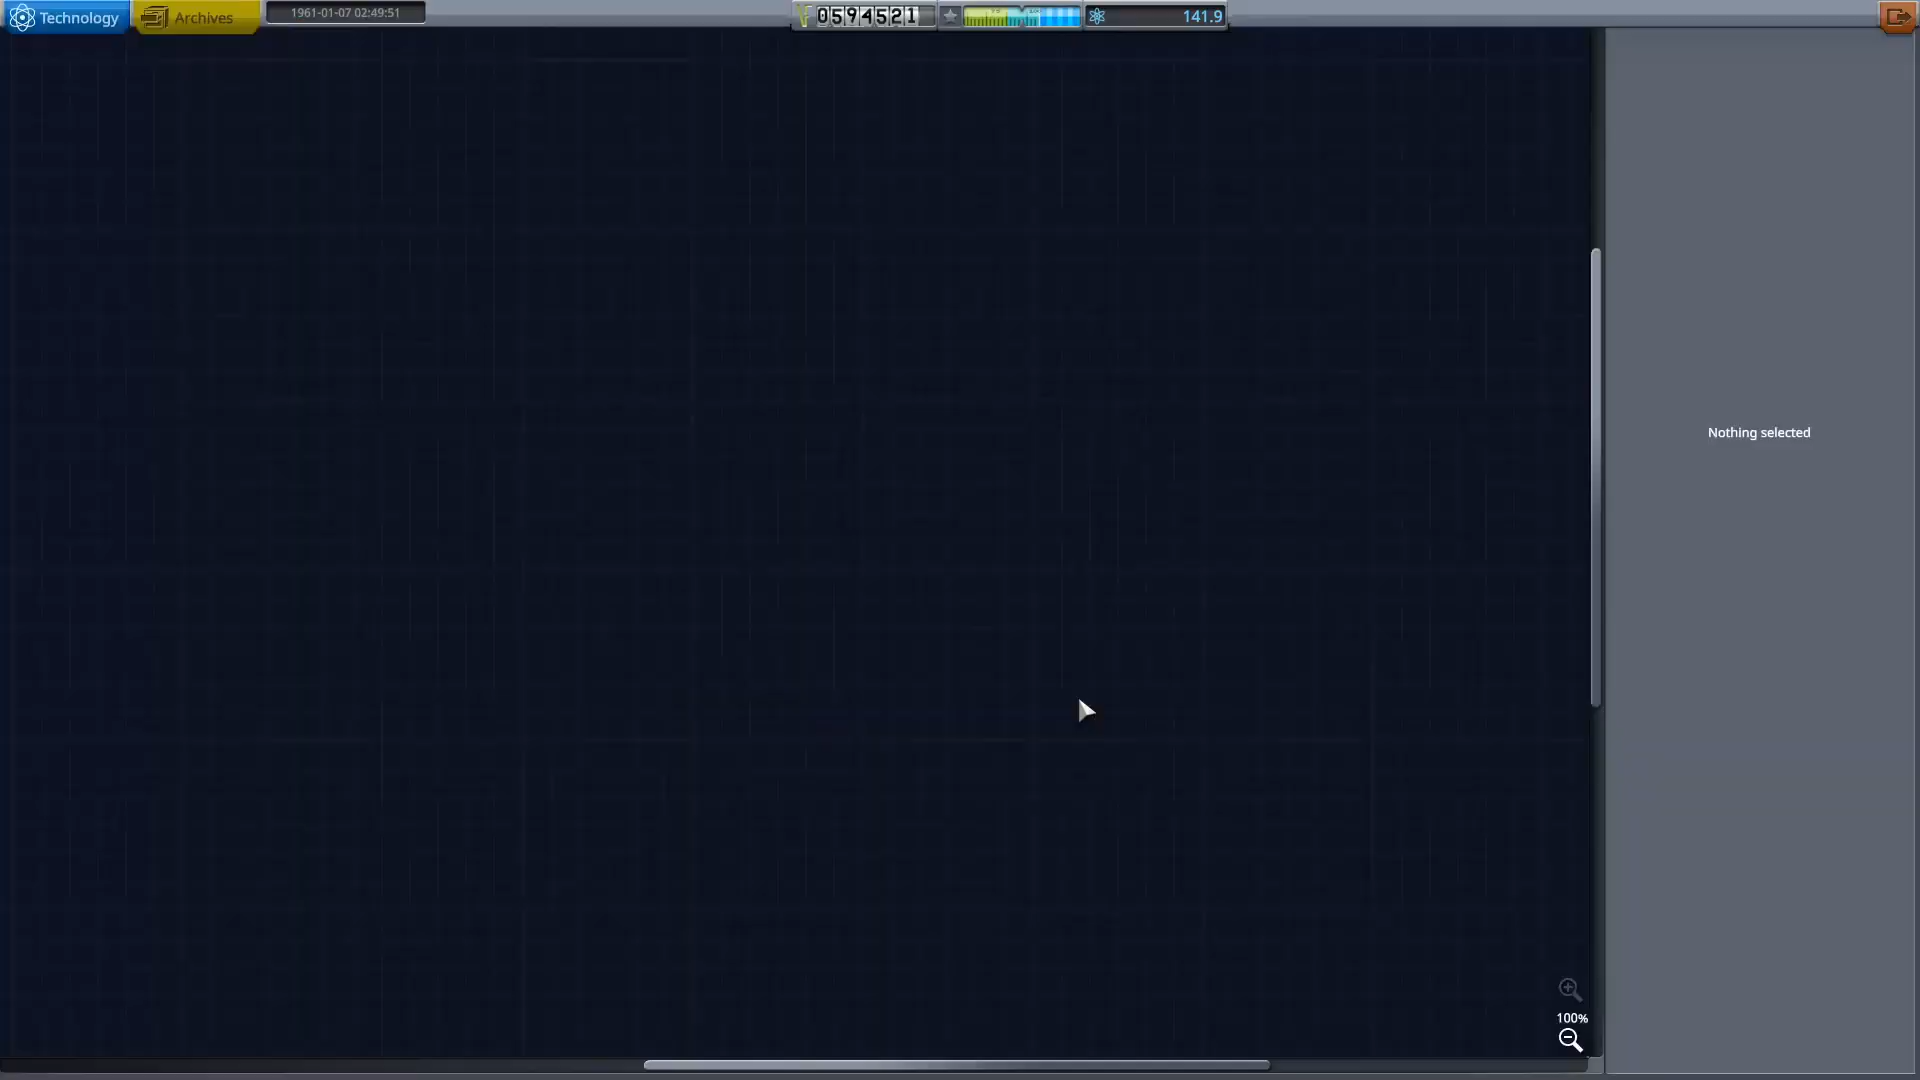 Technology
Archives
1961-01-07 02:49:51
0594521
141.9
Nothing selected
100%